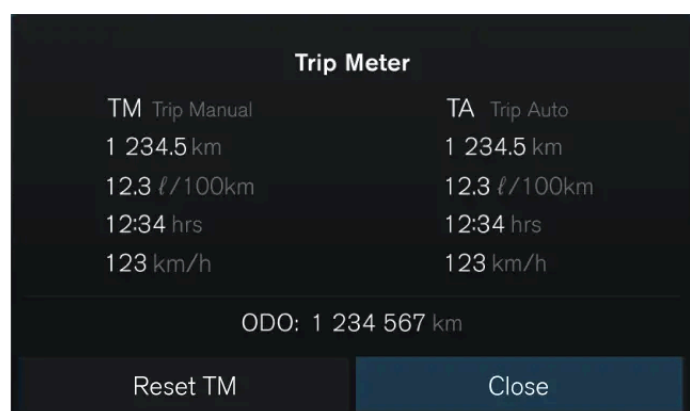 Trip Meter
TM Trip Manual
1 234.5 km
12.3 ℓ/100km
12:34 hrs
123 km/h
TA Trip Auto
1 234.5 km
12.3 ℓ/100km
12:34 hrs
123 km/h
ODO: 1 234 567 km
Reset TM
Close